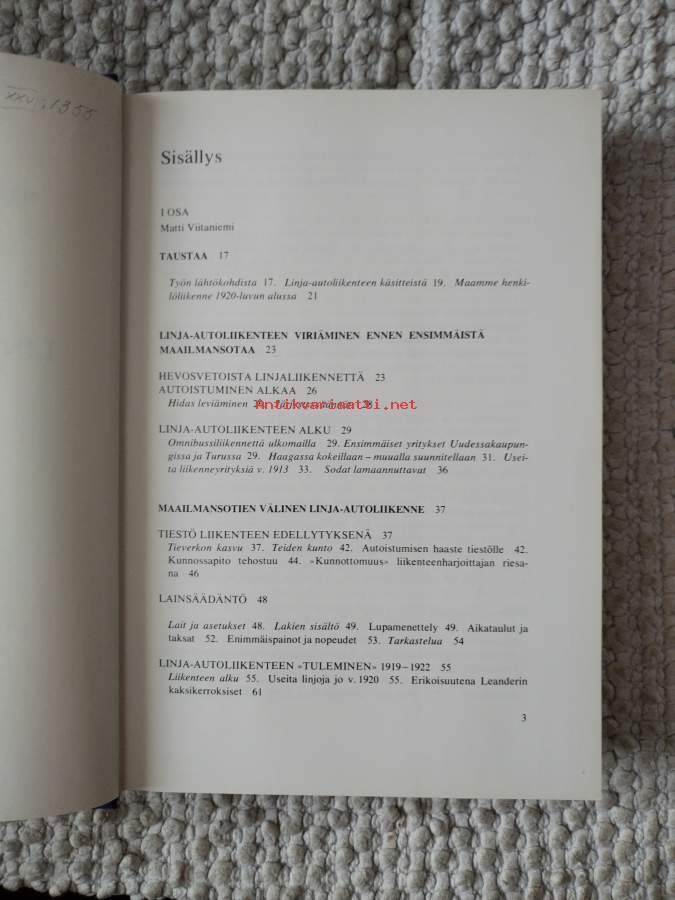 XXV, 1355
Sisällys
I OSA
Matti Viitaniemi
TAUSTAA 17
Työn lähtökohdista 17. Linja-autoliikenteen käsitteistä 19. Maamme henki-
löliikenne 1920-luvun alussa 21
LINJA-AUTOLIIKENTEEN VIRIÄMINEN ENNEN ENSIMMÄISTÄ
MAAILMANSOTAA 23
HEVOSVETOISTA LINJALIIKENNETTÄ 23
AUTOISTUMINEN ALKAA 26
Antikvariaatti.net
Hidas leviäminen 28
LINJA-AUTOLIIKENTEEN ALKU 29
Omnibussiliikennettä ulkomailla 29. Ensimmäiset yritykset Uudessakaupun-
gissa ja Turussa 29. Haagassa kokeillaan – muualla suunnitellaan 31. Usei-
ta liikenneyrityksiä v. 1913 33. Sodat lamaannuttavat 36
MAAILMANSOTIEN VÄLINEN LINJA-AUTOLIIKENNE 37
TIESTÖ LIIKENTEEN EDELLYTYKSENÄ 37
Tieverkon kasvu 37. Teiden kunto 42. Autoistumisen haaste tiestölle 42.
Kunnossapito tehostuu 44. »Kunnottomuus» liikenteenharjoittajan riesa-
na 46
LAINSÄÄDÄNTÖ 48
Lait ja asetukset 48. Lakien sisältö 49. Lupamenettely 49. Aikataulut ja
taksat 52. Enimmäispainot ja nopeudet 53. Tarkastelua 54
LINJA-AUTOLIIKENTEEN »TULEMINEN» 1919–1922 55
Liikenteen alku 55. Useita linjoja jo v. 1920 55. Erikoisuutena Leanderin
kaksikerroksiset 61
3